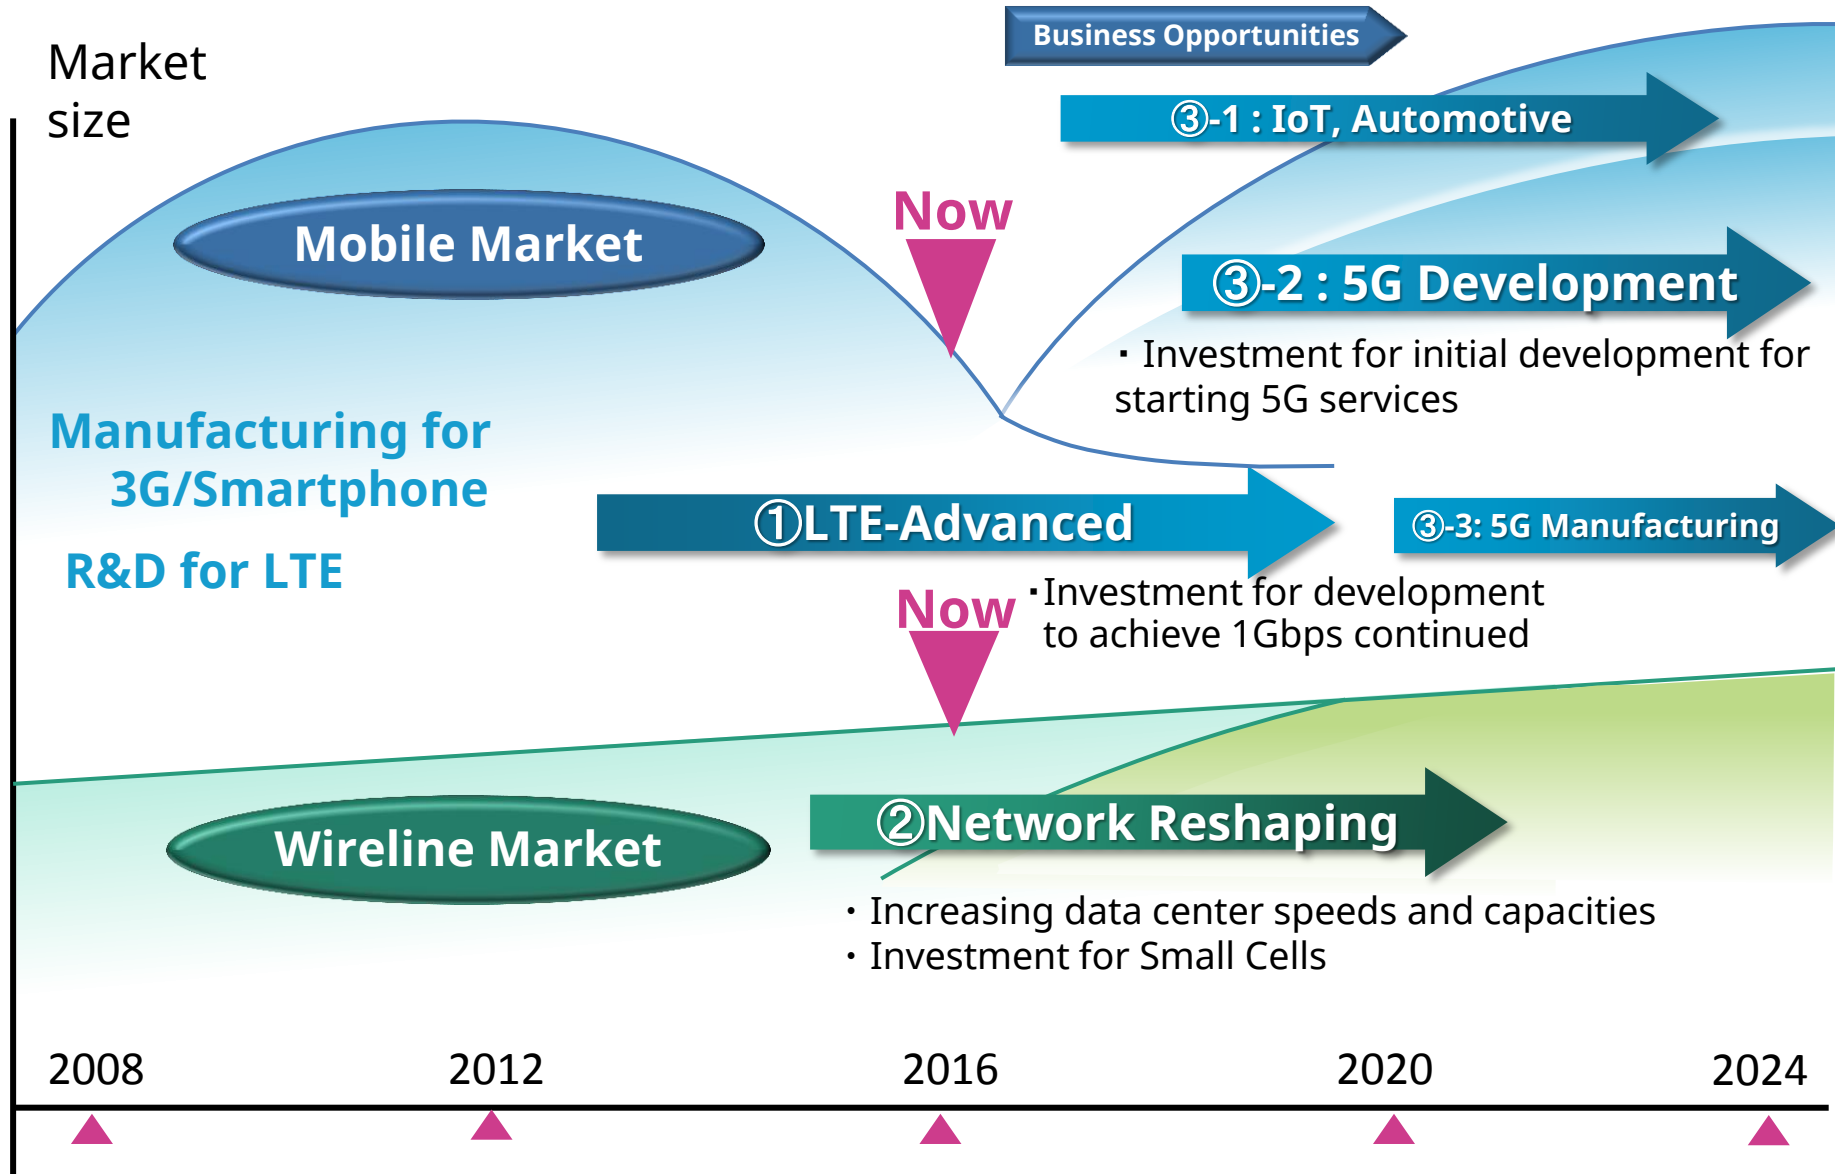 Market
size
Business Opportunities
③-1 : IoT, Automotive
Now
Mobile Market
③-2 : 5G Development
・Investment for initial development for
starting 5G services
Manufacturing for
3G/Smartphone
R&D for LTE
①LTE-Advanced
③-3: 5G Manufacturing
Now
・Investment for development
to achieve 1Gbps continued
Wireline Market
②Network Reshaping
・Increasing data center speeds and capacities
・Investment for Small Cells
2008 2012 2016 2020 2024